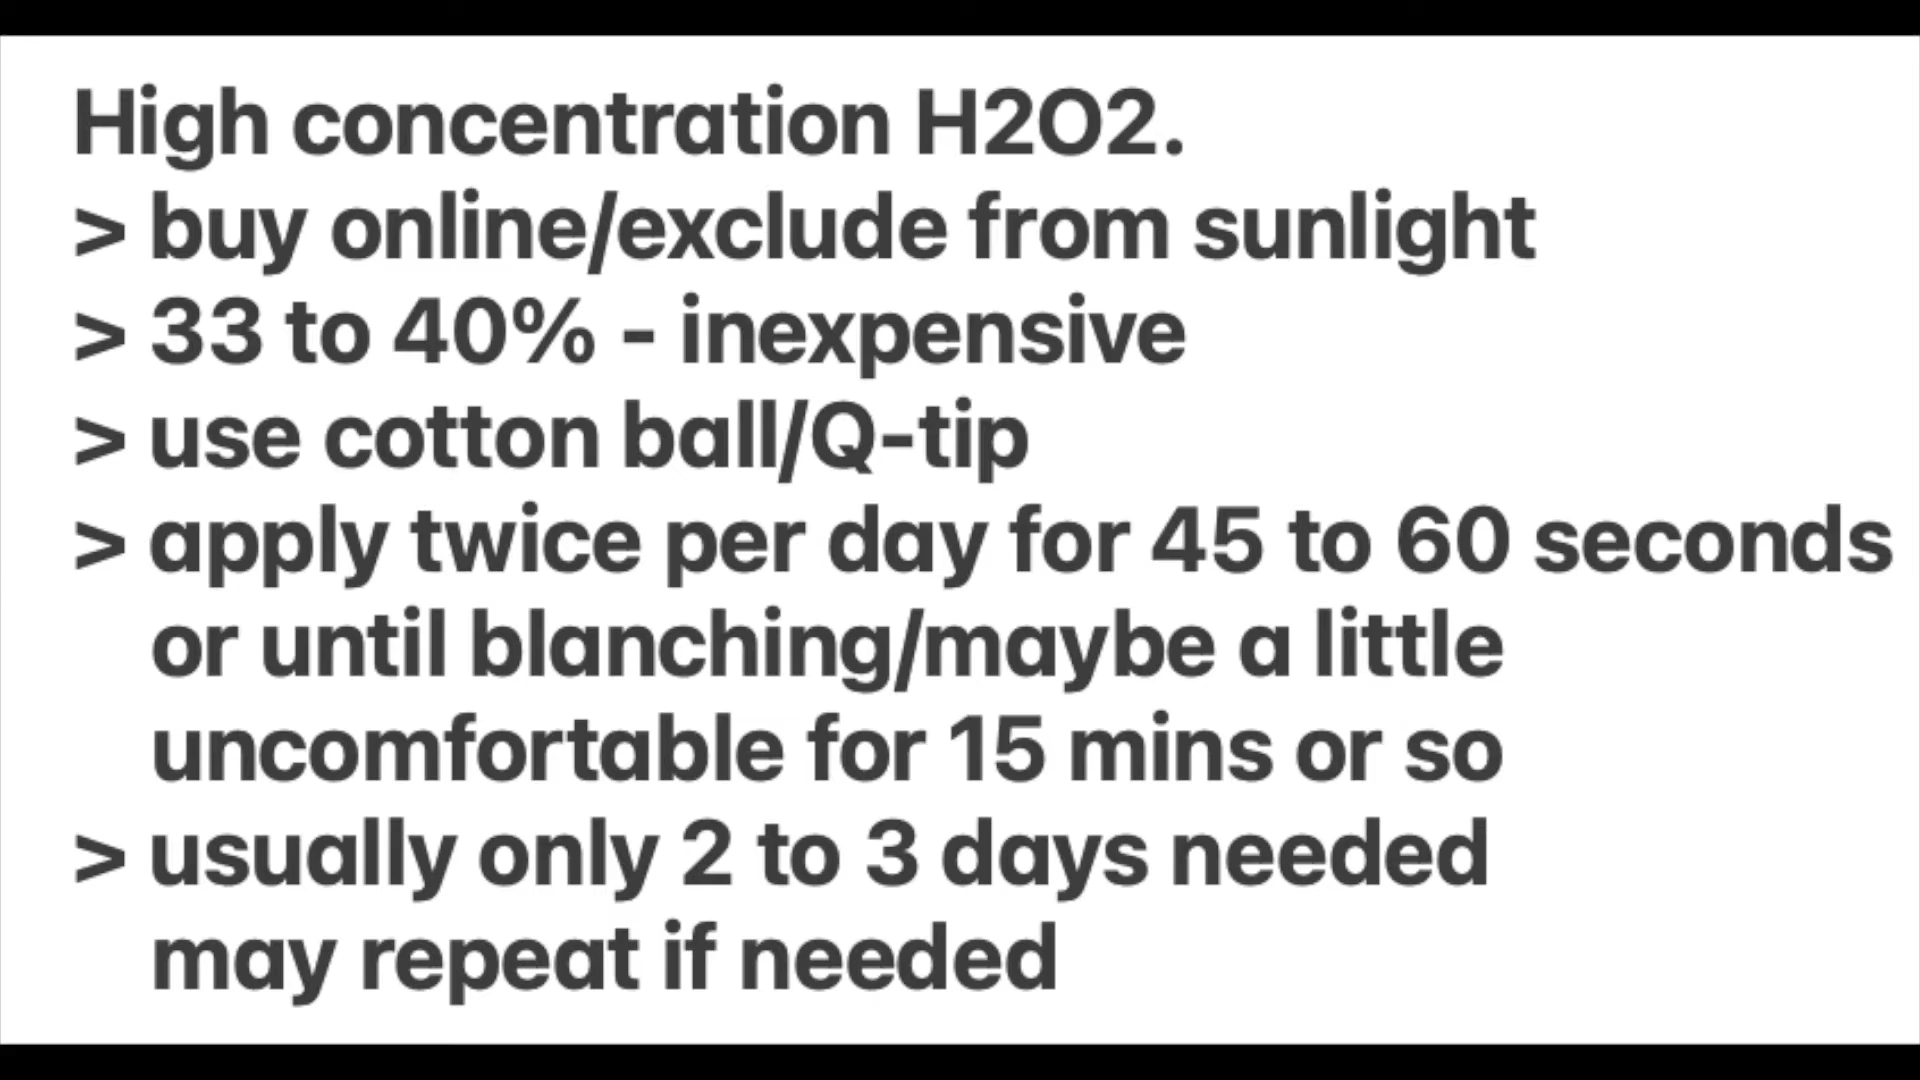 High concentration H2O2.
> buy online/exclude from sunlight
> 33 to 40% - inexpensive
> use cotton ball/Q-tip
> apply twice per day for 45 to 60 seconds
or until blanching/maybe a little
uncomfortable for 15 mins or so
> usually only 2 to 3 days needed
may repeat if needed